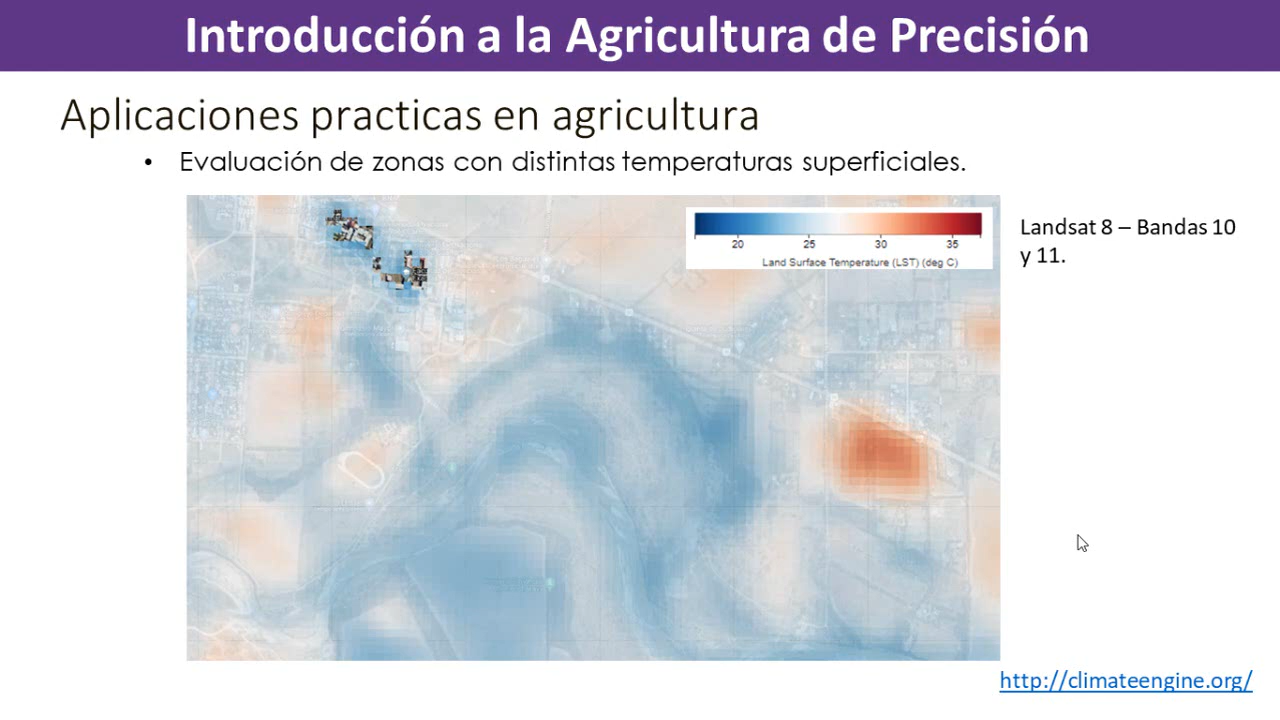 Introducción a la Agricultura de Precisión
Aplicaciones practicas en agricultura
• Evaluación de zonas con distintas temperaturas superficiales.
20 25 30 35
Land Surface Temperature (LST) (deg C)
Landsat 8 – Bandas 10
y 11.
http://climateengine.org/